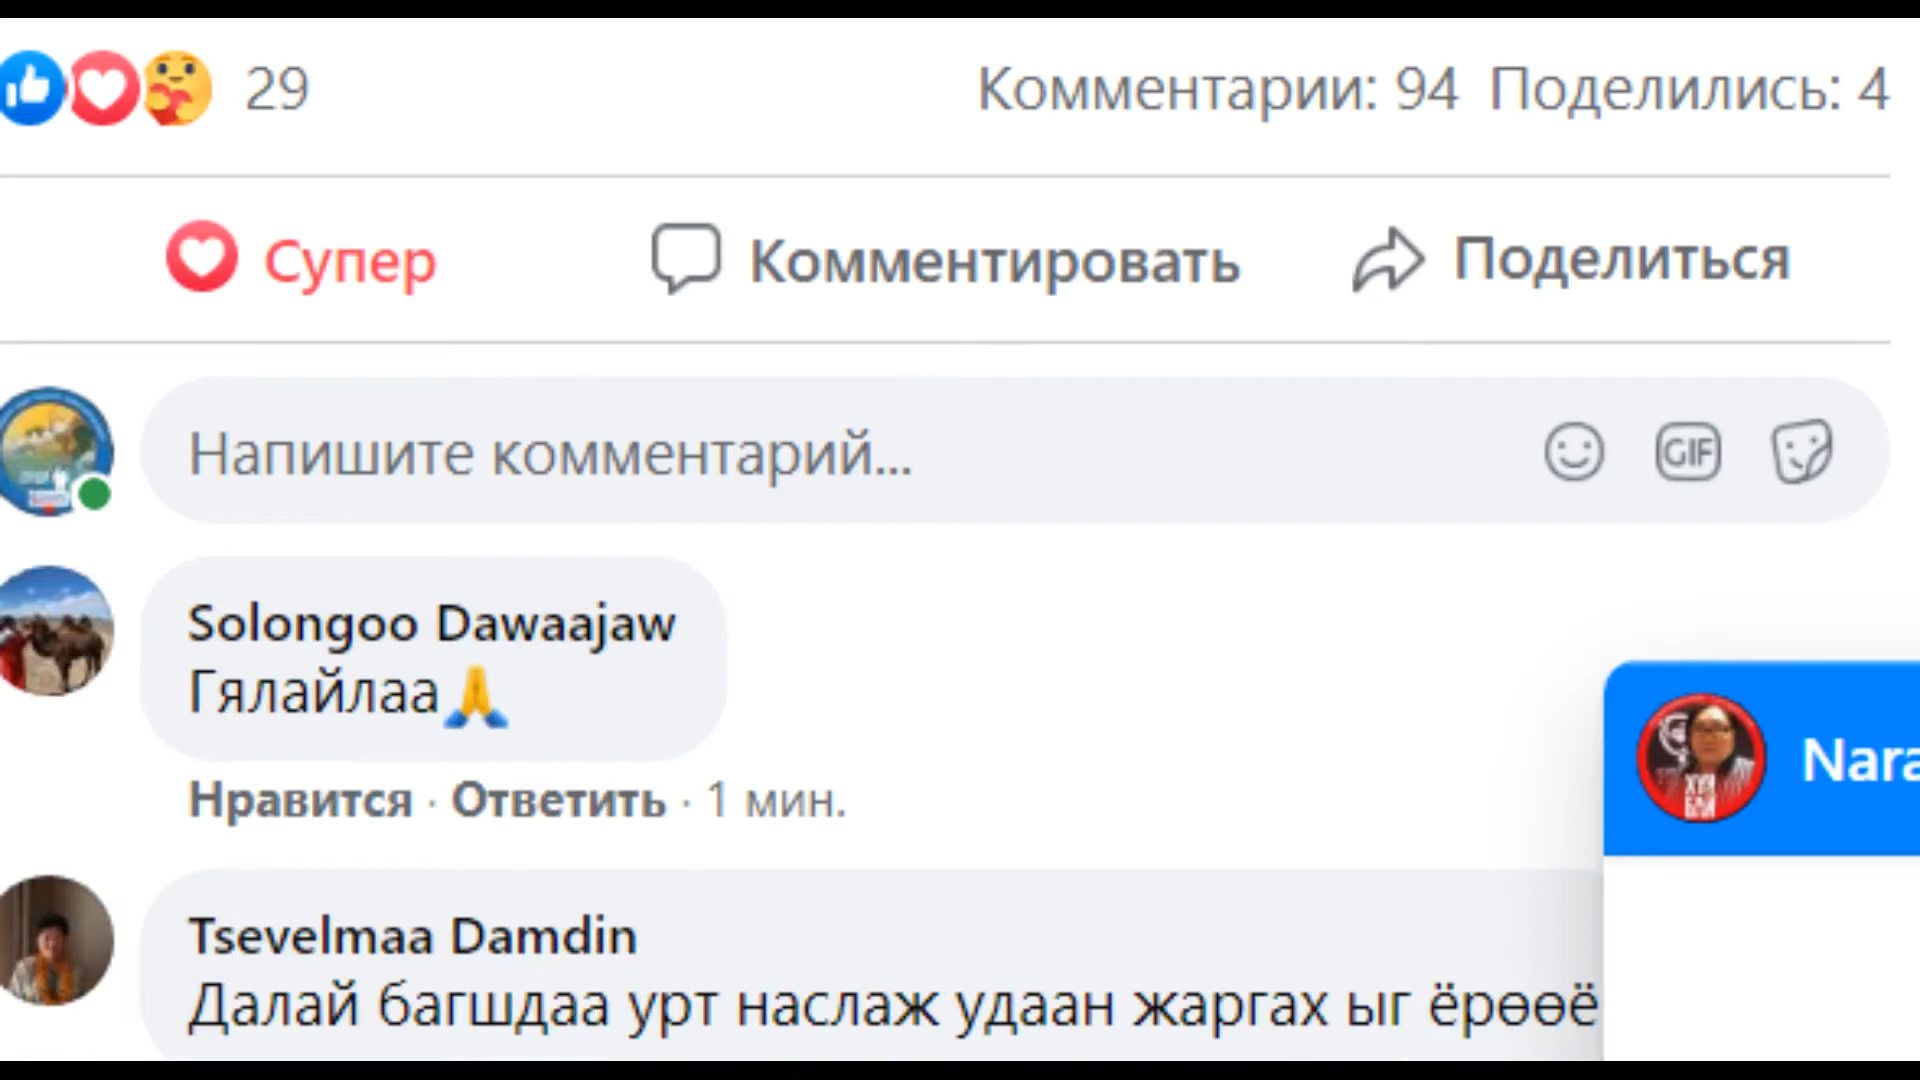 29 Комментарии: 94 Поделились: 4
Супер Комментировать Поделиться
Напишите комментарий... GIF
Solongoo Dawaajaw
Гялайлаа🙏
Нравится · Ответить · 1 мин.
Nara
Tsevelmaa Damdin
Далай багшдаа урт наслаж удаан жаргах ыг ёрөөё